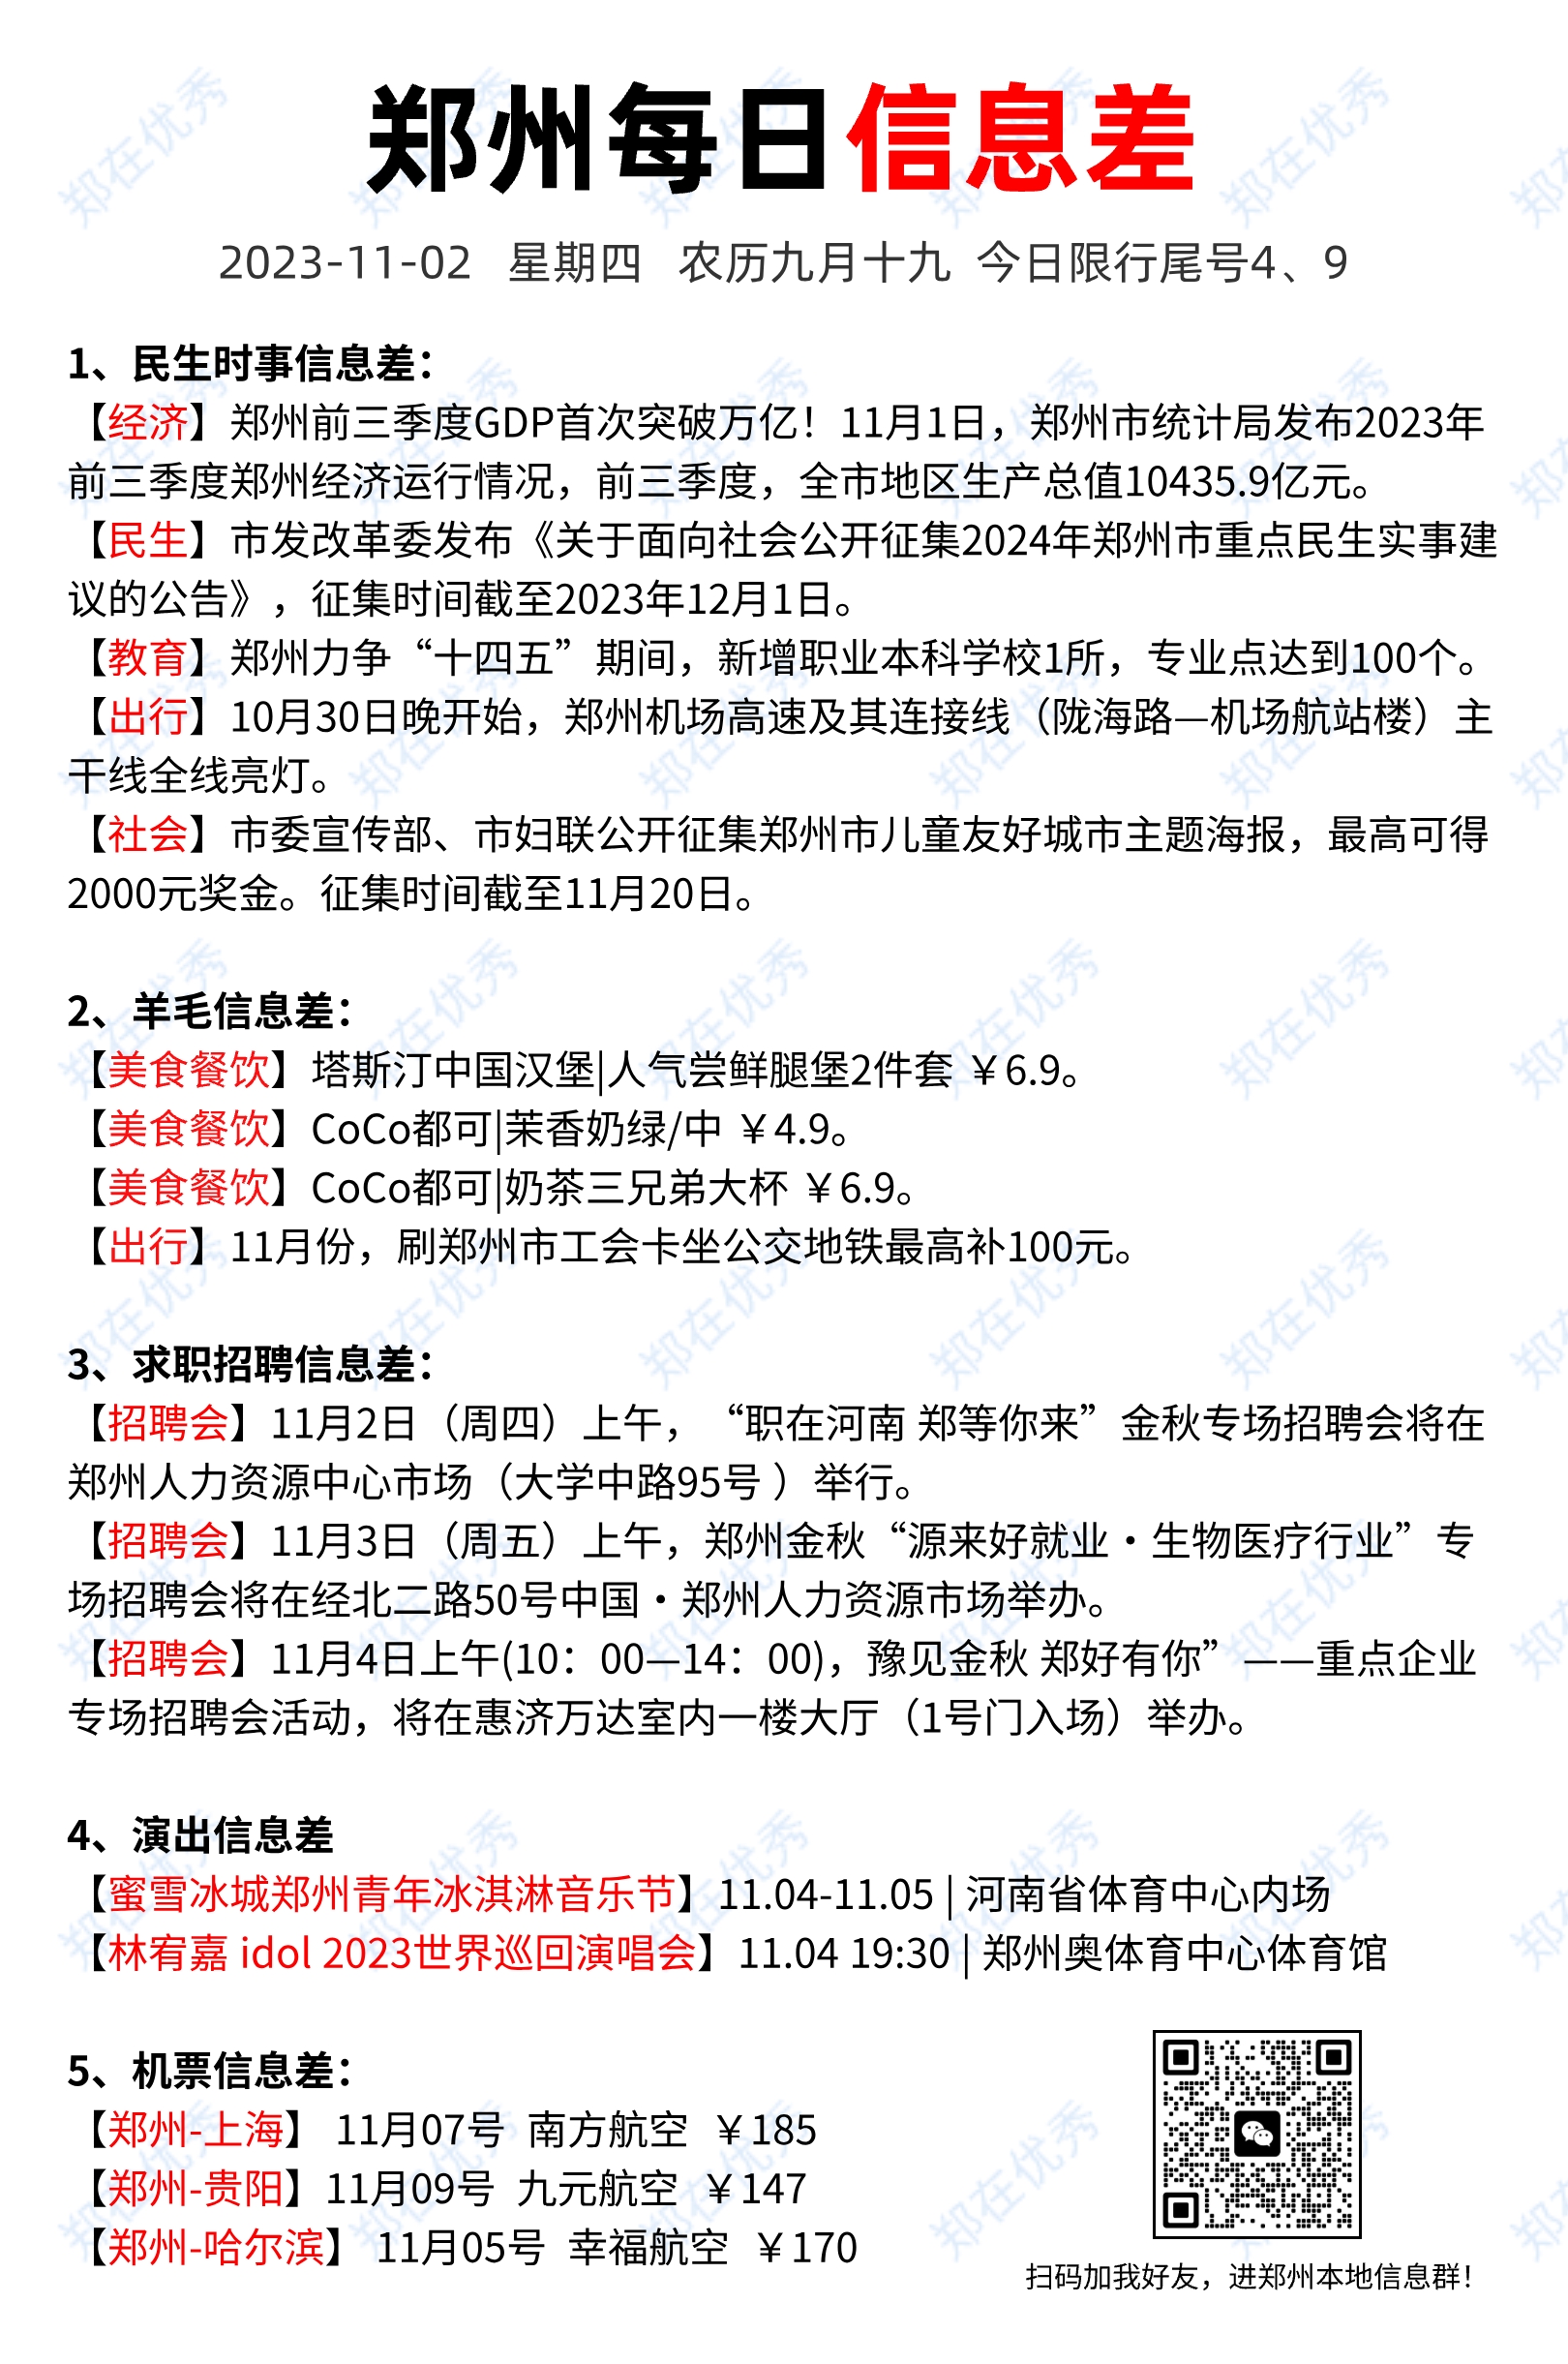 郑州每日信息差
2023-11-02 星期四 农历九月十九 今日限行尾号4、9
1、民生时事信息差：
【经济】郑州前三季度GDP首次突破万亿！11月1日，郑州市统计局发布2023年
前三季度郑州经济运行情况，前三季度，全市地区生产总值10435.9亿元。
【民生】市发改革委发布《关于面向社会公开征集2024年郑州市重点民生实事建
议的公告》，征集时间截至2023年12月1日。
【教育】郑州力争“十四五”期间，新增职业本科学校1所，专业点达到100个。
【出行】10月30日晚开始，郑州机场高速及其连接线（陇海路—机场航站楼）主
干线全线亮灯。
【社会】市委宣传部、市妇联公开征集郑州市儿童友好城市主题海报，最高可得
2000元奖金。征集时间截至11月20日。
2、羊毛信息差：
【美食餐饮】塔斯汀中国汉堡|人气尝鲜腿堡2件套 ￥6.9。
【美食餐饮】CoCo都可|茉香奶绿/中 ￥4.9。
【美食餐饮】CoCo都可|奶茶三兄弟大杯 ￥6.9。
【出行】11月份，刷郑州市工会卡坐公交地铁最高补100元。
3、求职招聘信息差：
【招聘会】11月2日（周四）上午，“职在河南 郑等你来”金秋专场招聘会将在
郑州人力资源中心市场（大学中路95号 ）举行。
【招聘会】11月3日（周五）上午，郑州金秋“源来好就业·生物医疗行业”专
场招聘会将在经北二路50号中国·郑州人力资源市场举办。
【招聘会】11月4日上午(10：00—14：00)，豫见金秋 郑好有你”——重点企业
专场招聘会活动，将在惠济万达室内一楼大厅（1号门入场）举办。
4、演出信息差
【蜜雪冰城郑州青年冰淇淋音乐节】11.04-11.05 | 河南省体育中心内场
【林宥嘉 idol 2023世界巡回演唱会】11.04 19:30 | 郑州奥体育中心体育馆
5、机票信息差：
【郑州-上海】 11月07号 南方航空 ￥185
【郑州-贵阳】11月09号 九元航空 ￥147
【郑州-哈尔滨】 11月05号 幸福航空 ￥170
扫码加我好友，进郑州本地信息群！
郑在优秀